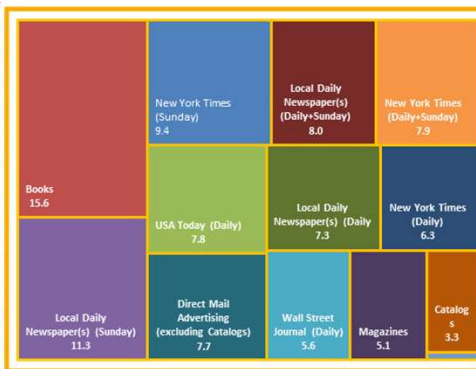 Books
15.6
New York Times
(Sunday)
9.4
Local Daily
Newspaper(s)
(Daily+Sunday)
8.0
New York Times
(Daily+Sunday)
7.9
USA Today (Daily)
7.8
Local Daily
Newspaper(s) (Daily
7.3
New York Times
(Daily)
6.3
Local Daily
Newspaper(s) (Sunday)
11.3
Direct Mail
Advertising
(excluding Catalogs)
7.7
Wall Street
Journal (Daily)
5.6
Magazines
5.1
Catalog
s
3.3